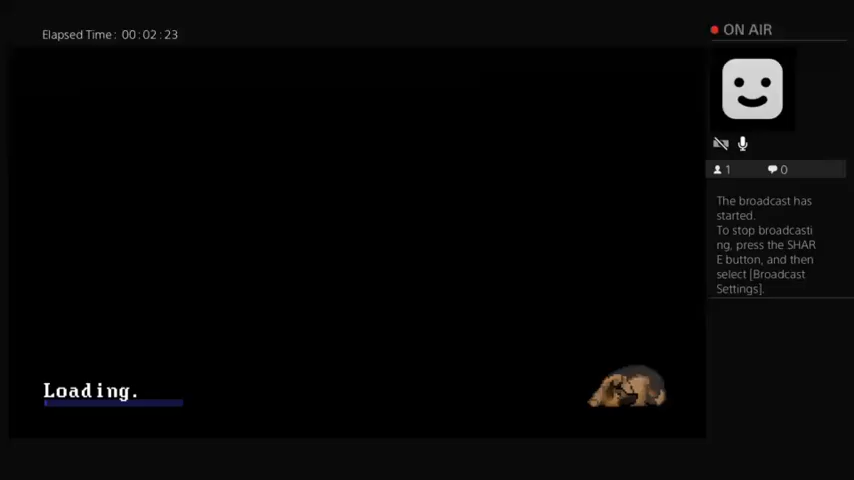 Elapsed Time: 00:02:23
ON AIR
1 0
The broadcast has
started.
To stop broadcasti
ng, press the SHAR
E button, and then
select [Broadcast
Settings].
Loading.